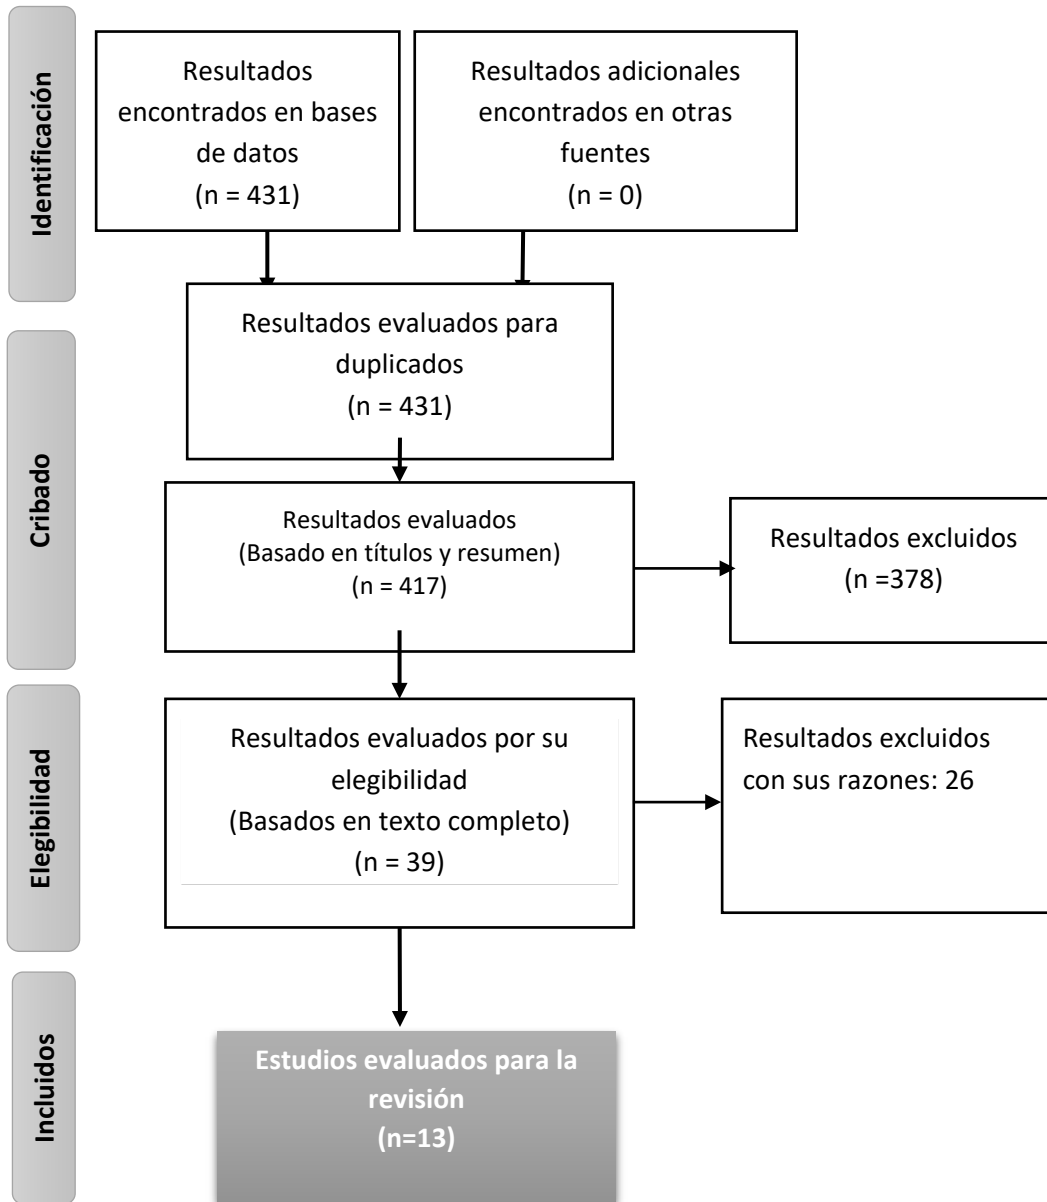 Identificación
Resultados
encontrados en bases
de datos
(n = 431)
Resultados adicionales
encontrados en otras
fuentes
(n = 0)
Cribado
Resultados evaluados para
duplicados
(n = 431)
Resultados evaluados
(Basado en títulos y resumen)
(n = 417)
Resultados excluidos
(n =378)
Elegibilidad
Resultados evaluados por su
elegibilidad
(Basados en texto completo)
(n = 39)
Resultados excluidos
con sus razones: 26
Incluidos
Estudios evaluados para la
revisión
(n=13)